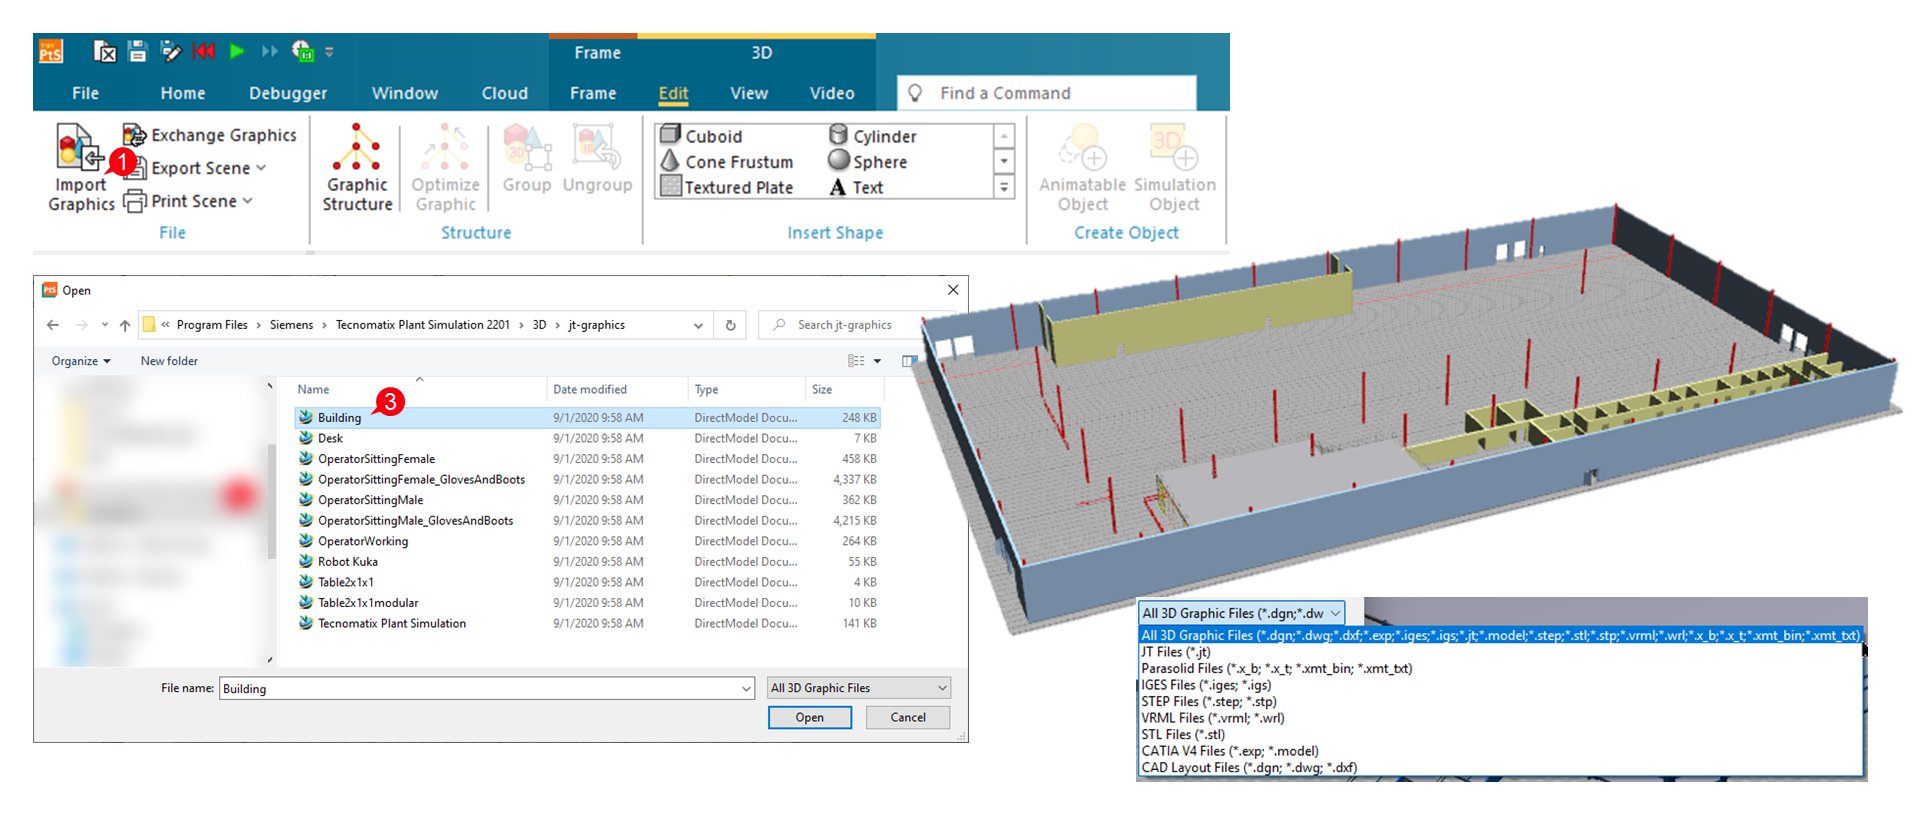 PtS
Frame 3D
File Home Debugger Window Cloud Frame Edit View Video Find a Command
Import Graphics
Exchange Graphics
Export Scene
Print Scene
File
1
Graphic Structure
Optimize Graphic
Group
Ungroup
Structure
Cuboid Cylinder
Cone Frustum Sphere
Textured Plate A Text
Insert Shape
Animatable Object
3D
Simulation Object
Create Object
PtS Open
« Program Files › Siemens › Tecnomatix Plant Simulation 2201 › 3D › jt-graphics
Search jt-graphics
Organize New folder
Name Date modified Type Size
3
Building 9/1/2020 9:58 AM DirectModel Docu... 248 KB
Desk 9/1/2020 9:58 AM DirectModel Docu... 7 KB
OperatorSittingFemale 9/1/2020 9:58 AM DirectModel Docu... 458 KB
OperatorSittingFemale_GlovesAndBoots 9/1/2020 9:58 AM DirectModel Docu... 4,337 KB
OperatorSittingMale 9/1/2020 9:58 AM DirectModel Docu... 362 KB
OperatorSittingMale_GlovesAndBoots 9/1/2020 9:58 AM DirectModel Docu... 4,215 KB
OperatorWorking 9/1/2020 9:58 AM DirectModel Docu... 264 KB
Robot Kuka 9/1/2020 9:58 AM DirectModel Docu... 55 KB
Table2x1x1 9/1/2020 9:58 AM DirectModel Docu... 4 KB
Table2x1x1modular 9/1/2020 9:58 AM DirectModel Docu... 10 KB
Tecnomatix Plant Simulation 9/1/2020 9:58 AM DirectModel Docu... 141 KB
File name: Building All 3D Graphic Files
Open Cancel
All 3D Graphic Files (*.dgn;*.dw
All 3D Graphic Files (*.dgn;*.dwg;*.dxf;*.exp;*.iges;*.igs;*.jt;*.model;*.step;*.stl;*.stp;*.vrml;*.wrl;*.x_b;*.x_t;*.xmt_bin;*.xmt_txt)
JT Files (*.jt)
Parasolid Files (*.x_b; *.x_t; *.xmt_bin; *.xmt_txt)
IGES Files (*.iges; *.igs)
STEP Files (*.step; *.stp)
VRML Files (*.vrml; *.wrl)
STL Files (*.stl)
CATIA V4 Files (*.exp; *.model)
CAD Layout Files (*.dgn; *.dwg; *.dxf)